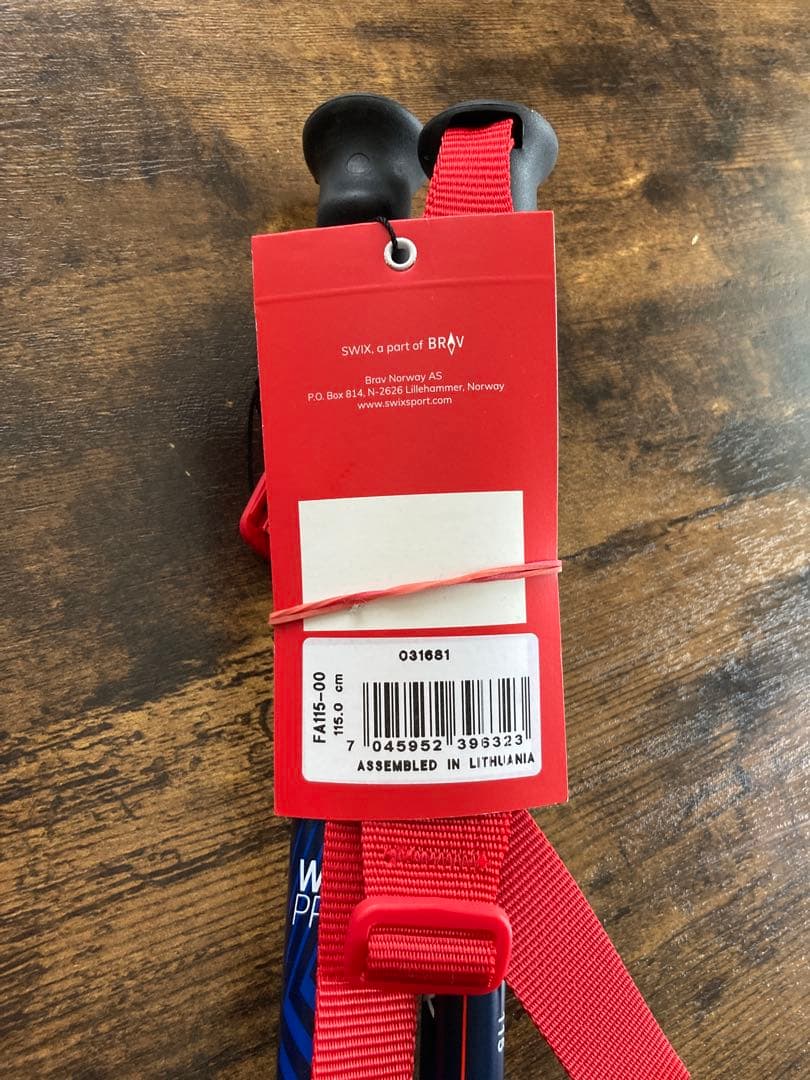 SWIX, a part of BRAV
Brav Norway AS
P.O. Box 814, N-2626 Lillehammer, Norway
www.swixsport.com
031681
FA115-00
115.0 cm
7 045952 396323
ASSEMBLED IN LITHUANIA
115